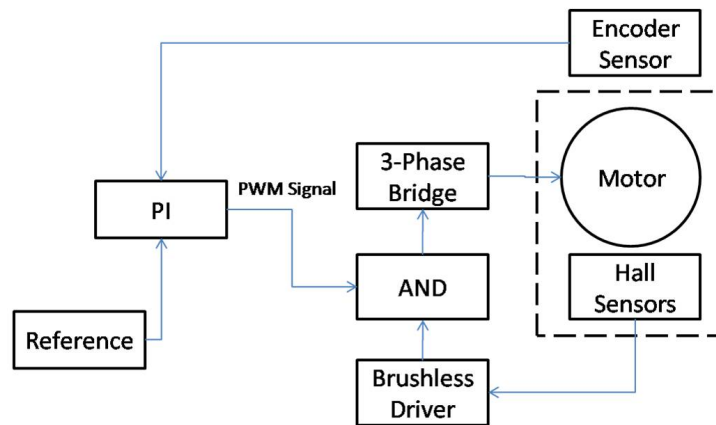 Encoder
Sensor
3-Phase
Bridge
Motor
PWM Signal
PI
AND
Hall
Sensors
Reference
Brushless
Driver